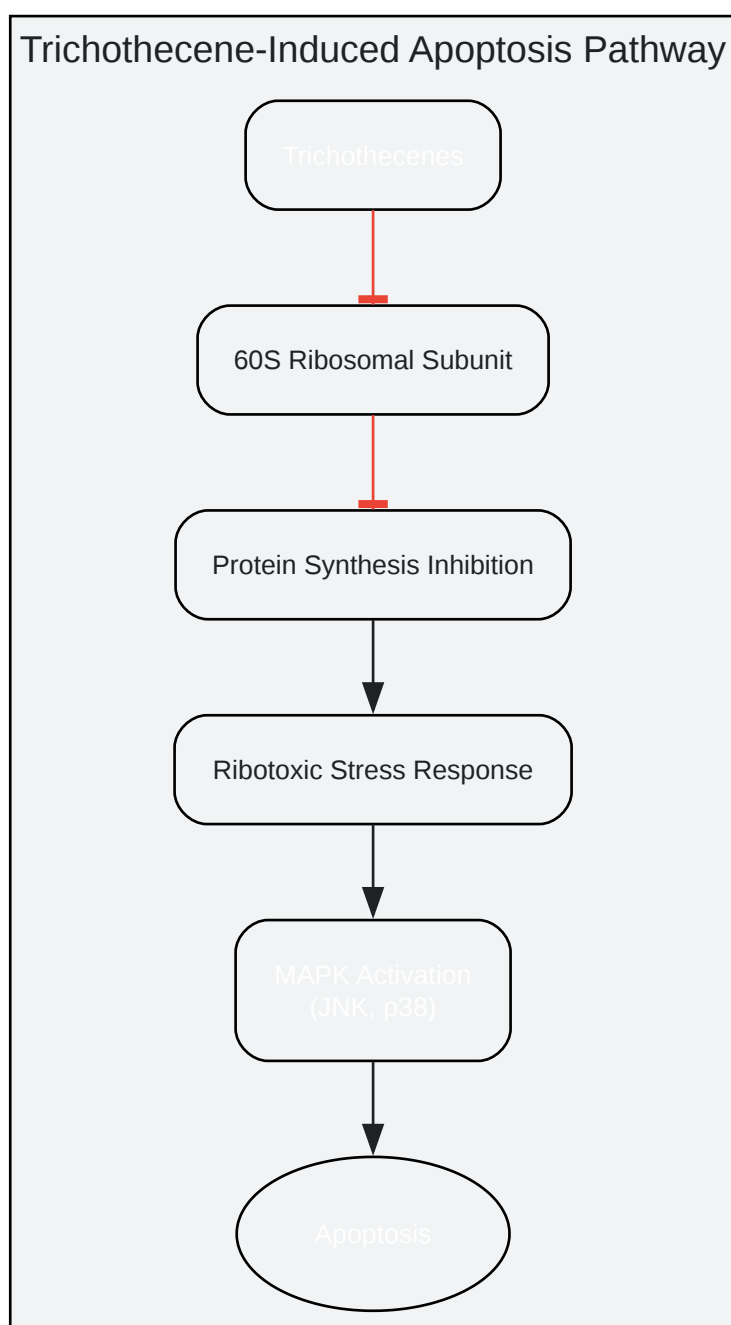 Trichothecene-Induced Apoptosis Pathway
Trichothecenes
60S Ribosomal Subunit
Protein Synthesis Inhibition
Ribotoxic Stress Response
MAPK Activation
(JNK, p38)
Apoptosis